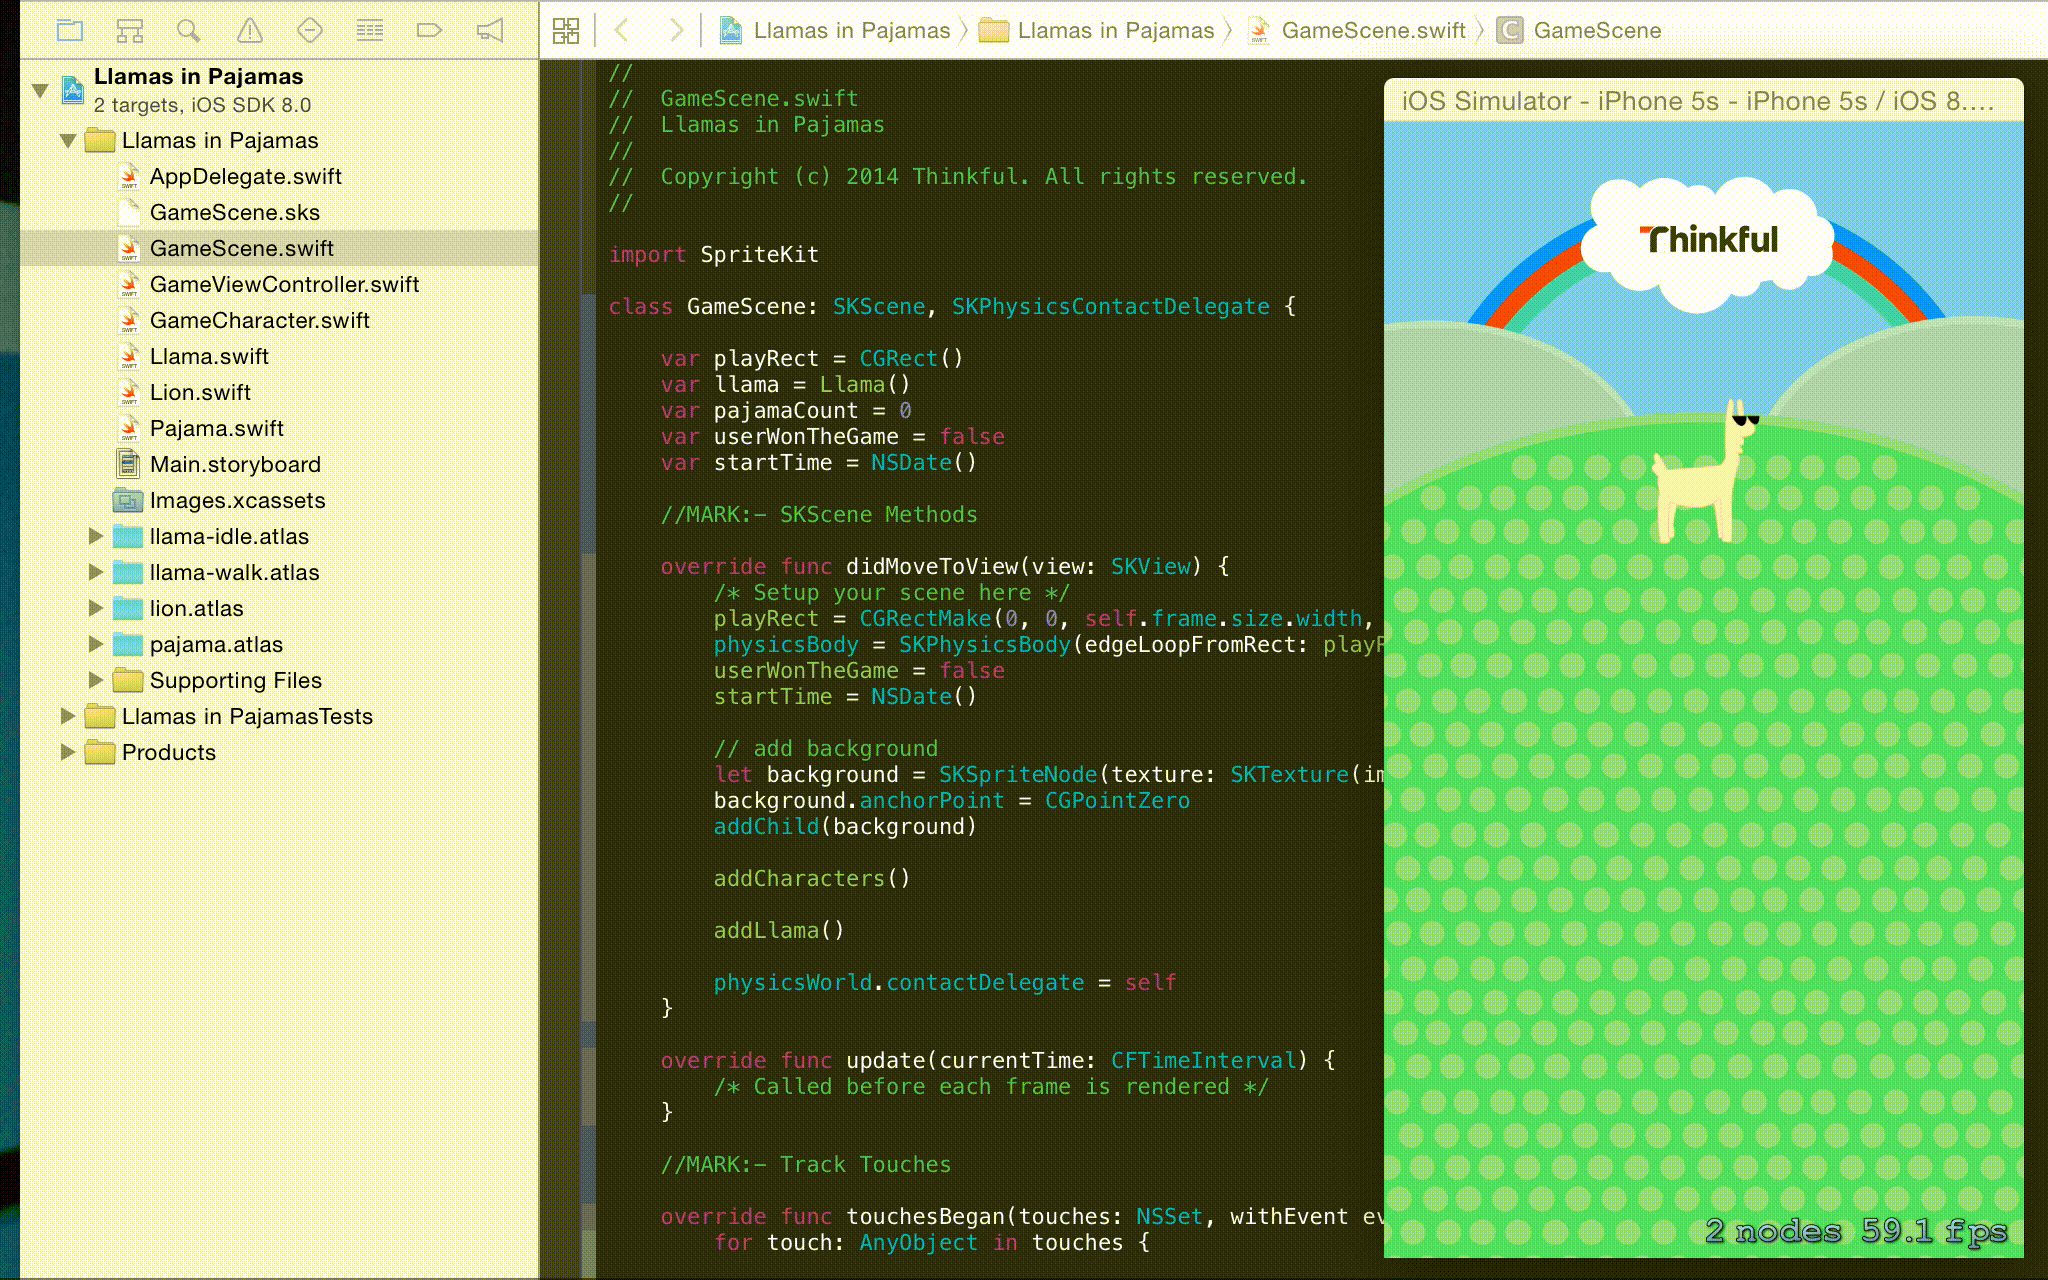 Llamas in Pajamas
Llamas in Pajamas
GameScene.swift
GameScene
Llamas in Pajamas
2 targets, iOS SDK 8.0
Llamas in Pajamas
AppDelegate.swift
GameScene.sks
GameScene.swift
GameViewController.swift
GameCharacter.swift
Llama.swift
Lion.swift
Pajama.swift
Main.storyboard
Images.xcassets
llama-idle.atlas
llama-walk.atlas
lion.atlas
pajama.atlas
Supporting Files
Llamas in PajamasTests
Products
//
//  GameScene.swift
//  Llamas in Pajamas
//
//  Copyright (c) 2014 Thinkful. All rights reserved.
//
import SpriteKit
class GameScene: SKScene, SKPhysicsContactDelegate {
var playRect = CGRect()
var llama = Llama()
var pajamaCount = 0
var userWonTheGame = false
var startTime = NSDate()
//MARK:- SKScene Methods
override func didMoveToView(view: SKView) {
/* Setup your scene here */
playRect = CGRectMake(0, 0, self.frame.size.width,
physicsBody = SKPhysicsBody(edgeLoopFromRect: playR
userWonTheGame = false
startTime = NSDate()
// add background
let background = SKSpriteNode(texture: SKTexture(im
background.anchorPoint = CGPointZero
addChild(background)
addCharacters()
addLlama()
physicsWorld.contactDelegate = self
}
override func update(currentTime: CFTimeInterval) {
/* Called before each frame is rendered */
}
//MARK:- Track Touches
override func touchesBegan(touches: NSSet, withEvent ev
for touch: AnyObject in touches {
iOS Simulator - iPhone 5s - iPhone 5s / iOS 8....
Thinkful
2 nodes 59.1 fps